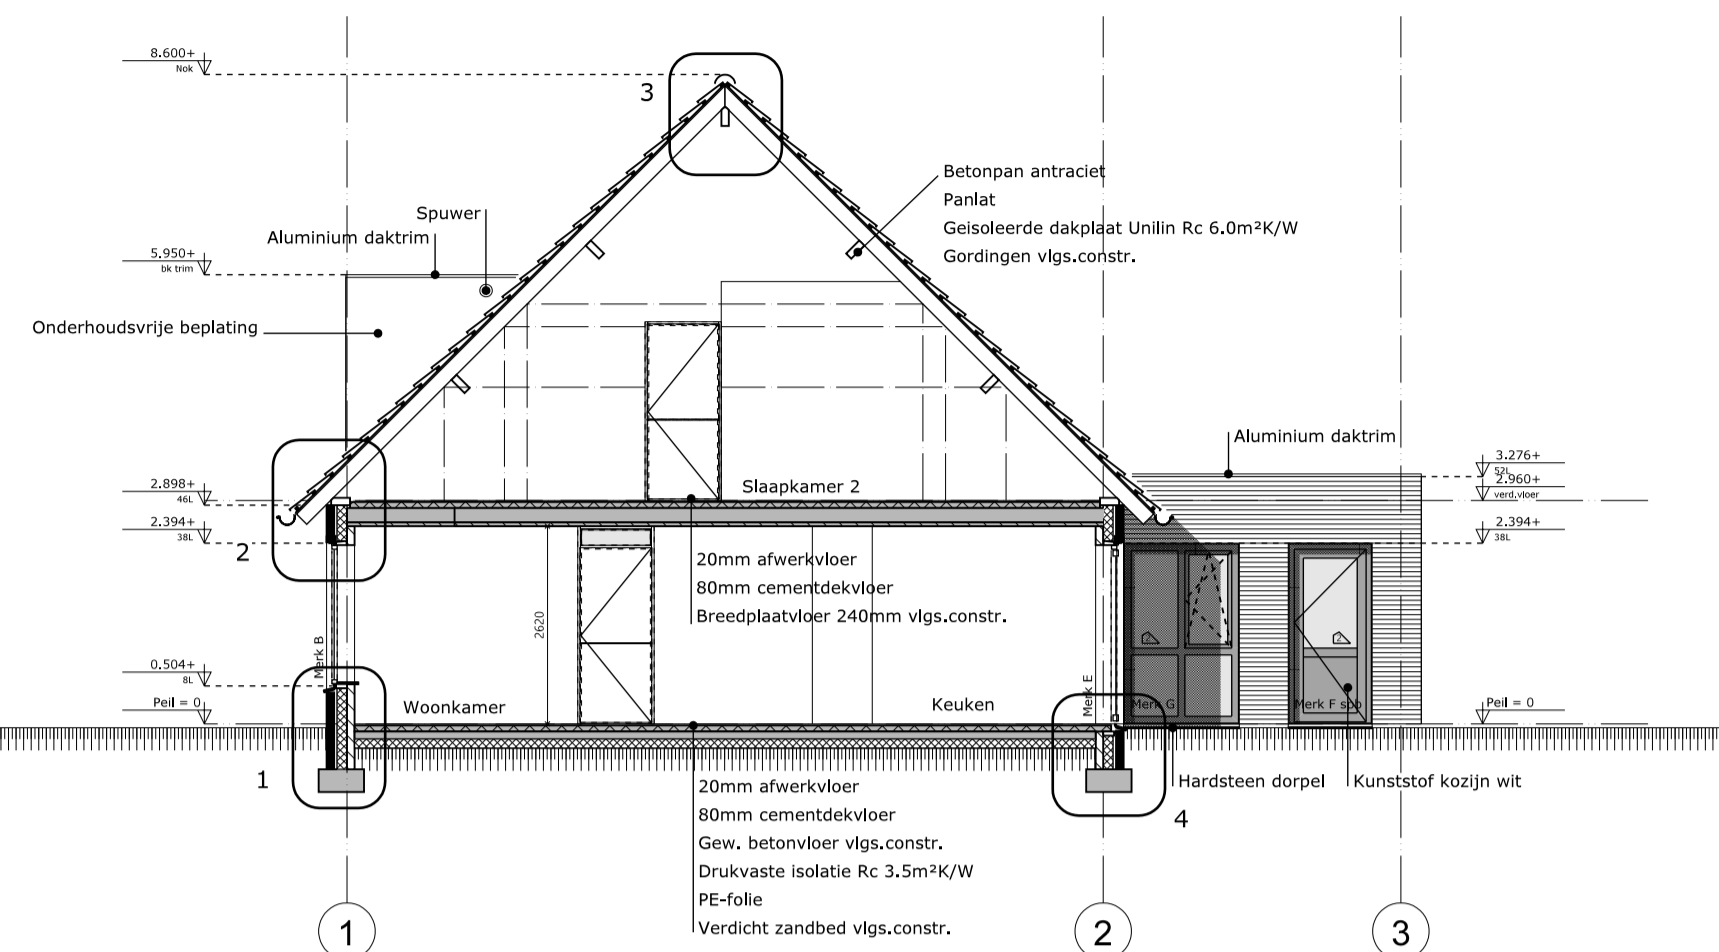 8.600+
Nok
3
Betonpan antraciet
Panlat
Geisoleerde dakplaat Unilin Rc 6.0m²K/W
Gordingen vlgs.constr.
Spuwer
Aluminium daktrim
5.950+
bk trim
Onderhoudsvrije beplating
Aluminium daktrim
3.276+
52L
2.960+
verd.vloer
2.898+
46L
2.394+
38L
2
Slaapkamer 2
2.394+
38L
20mm afwerkvloer
80mm cementdekvloer
Breedplaatvloer 240mm vlgs.constr.
2620
Merk B
0.504+
8L
Peil = 0
Woonkamer
Keuken
Merk E
2
2
Merk G
Merk F spb
Peil = 0
1
20mm afwerkvloer
80mm cementdekvloer
Gew. betonvloer vlgs.constr.
Drukvaste isolatie Rc 3.5m²K/W
PE-folie
Verdicht zandbed vlgs.constr.
Hardsteen dorpel
Kunststof kozijn wit
4
1
2
3